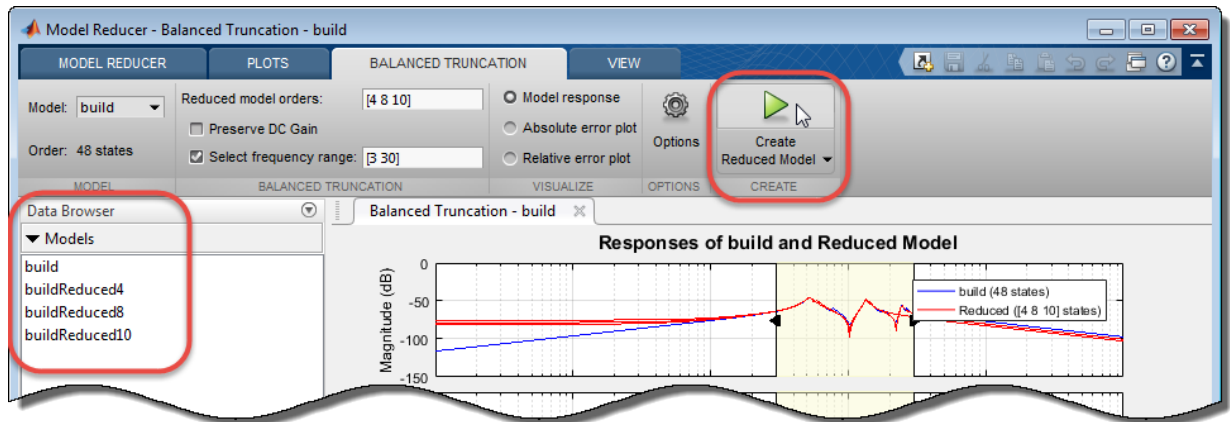 Model Reducer - Balanced Truncation - build
MODEL REDUCER PLOTS BALANCED TRUNCATION VIEW
Model: build
Order: 48 states
MODEL
Reduced model orders: [4 8 10]
Preserve DC Gain
Select frequency range: [3 30]
BALANCED TRUNCATION
Model response
Absolute error plot
Relative error plot
VISUALIZE
Options
OPTIONS
Create
Reduced Model
CREATE
Data Browser
Models
build
buildReduced4
buildReduced8
buildReduced10
Balanced Truncation - build
Responses of build and Reduced Model
Magnitude (dB)
0
-50
-100
-150
build (48 states)
Reduced ([4 8 10] states)